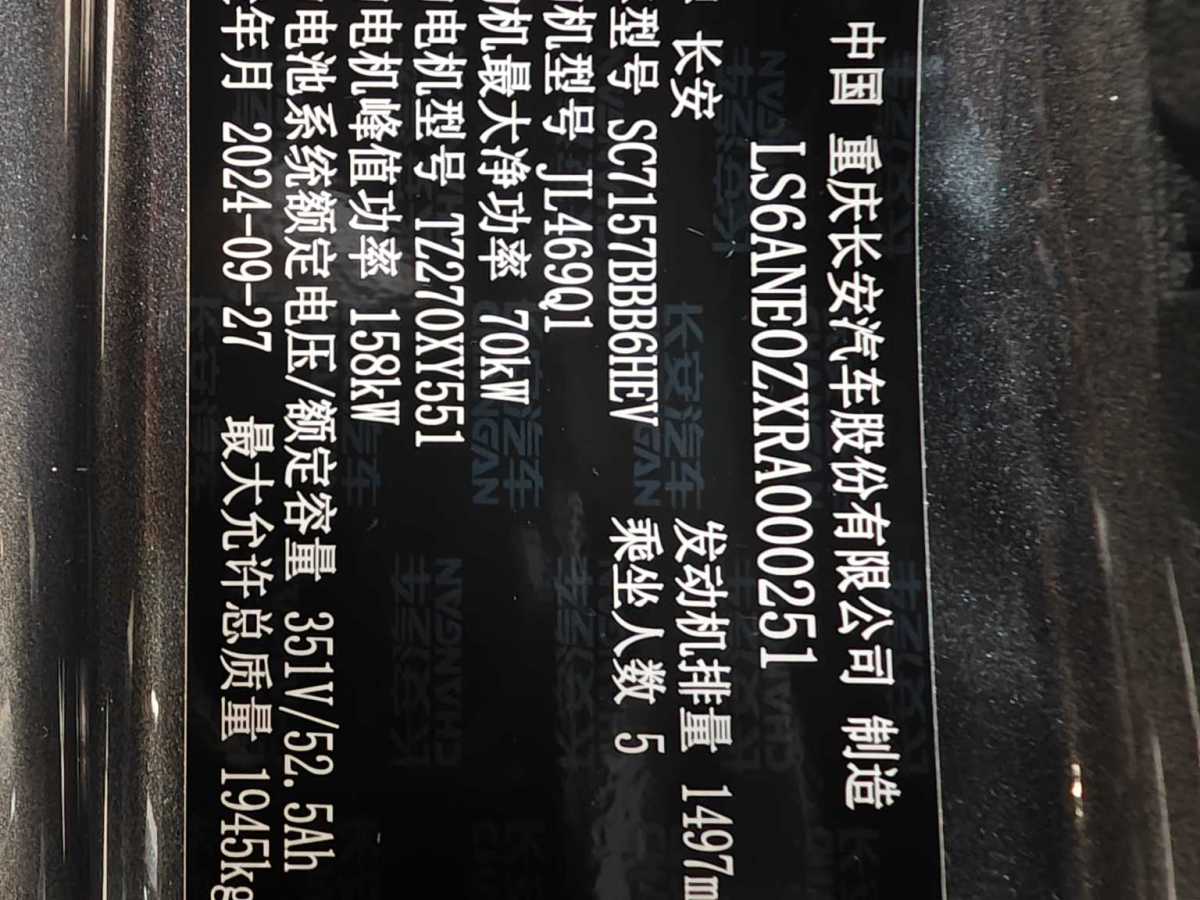 中国 重庆长安汽车股份有限公司 制造
LS6ANE0ZXRA000251
长安 发动机排量 1497m
型号 SC7157BBB6HEV 乘坐人数 5
机型号 JL469Q1
机最大净功率 70kW
电机型号 TZ270XY551
电机峰值功率 158kW
电池系统额定电压/额定容量 351V/52.5Ah
年月 2024-09-27 最大允许总质量 1945kg